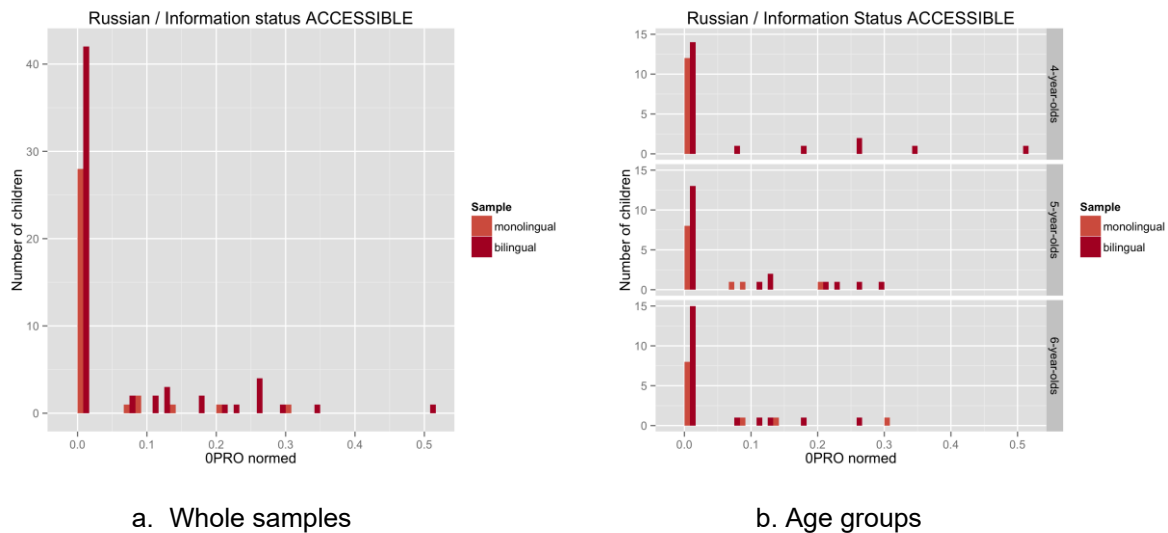 Russian / Information status ACCESSIBLE
Number of children
40
30
20
10
0
0.0 0.1 0.2 0.3 0.4 0.5
0PRO normed
Sample
monolingual
bilingual
a. Whole samples
Russian / Information Status ACCESSIBLE
Number of children
15
10
5
0
4-year-olds
15
10
5
0
5-year-olds
15
10
5
0
6-year-olds
0.0 0.1 0.2 0.3 0.4 0.5
0PRO normed
Sample
monolingual
bilingual
b. Age groups